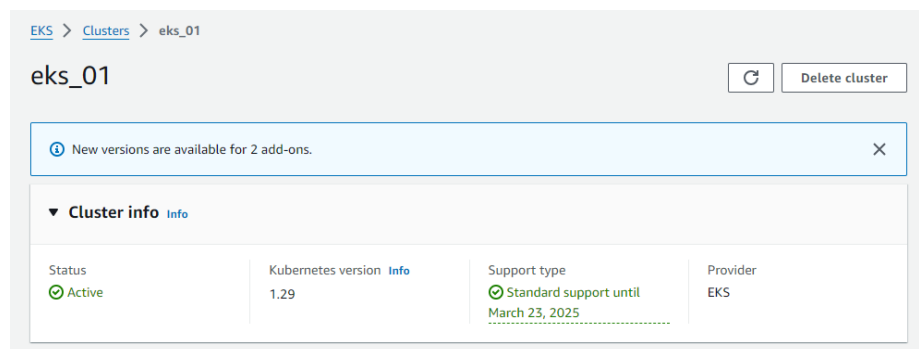 EKS > Clusters > eks_01
eks_01
Delete cluster
New versions are available for 2 add-ons.
Cluster info Info
Status
Active
Kubernetes version Info
1.29
Support type
Standard support until
March 23, 2025
Provider
EKS